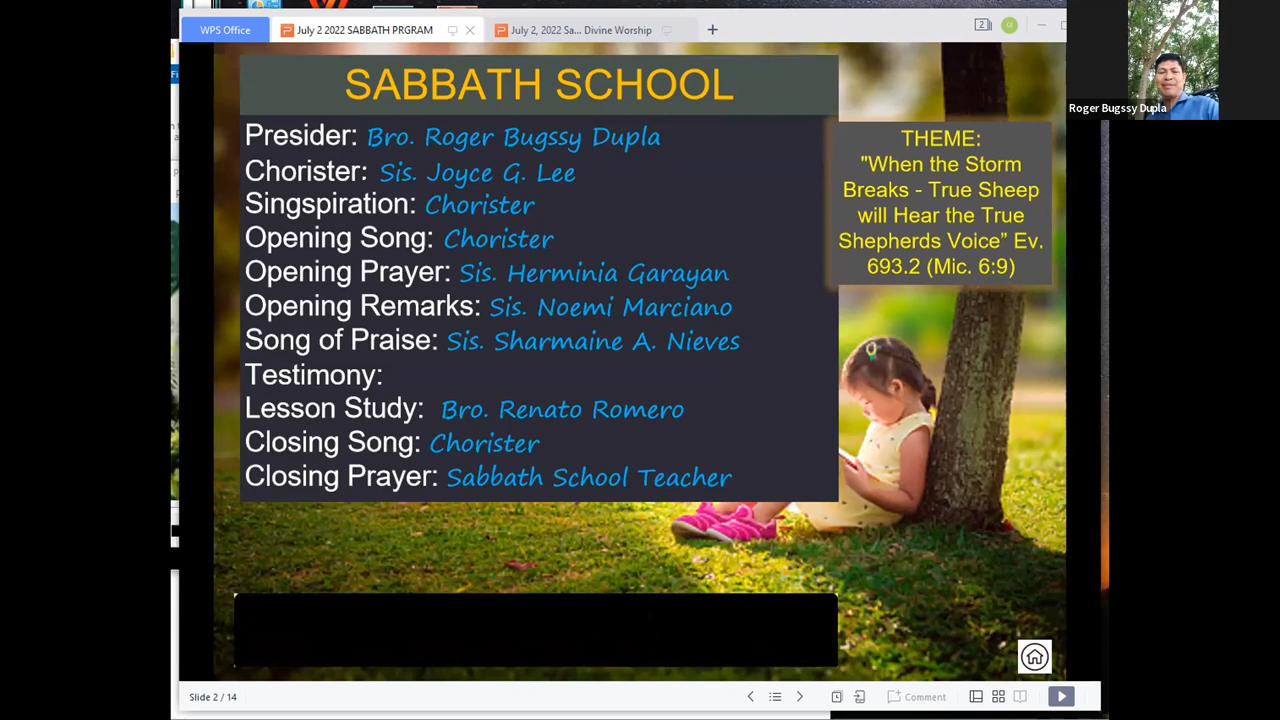 WPS Office
July 2 2022 SABBATH PRGRAM
July 2, 2022 Sa... Divine Worship
2
Roger Bugssy Dupla
SABBATH SCHOOL
Presider: Bro. Roger Bugssy Dupla
Chorister: Sis. Joyce G. Lee
Singspiration: Chorister
Opening Song: Chorister
Opening Prayer: Sis. Herminia Garayan
Opening Remarks: Sis. Noemi Marciano
Song of Praise: Sis. Sharmaine A. Nieves
Testimony:
Lesson Study: Bro. Renato Romero
Closing Song: Chorister
Closing Prayer: Sabbath School Teacher
THEME:
"When the Storm
Breaks - True Sheep
will Hear the True
Shepherds Voice” Ev.
693.2 (Mic. 6:9)
Slide 2 / 14
Comment